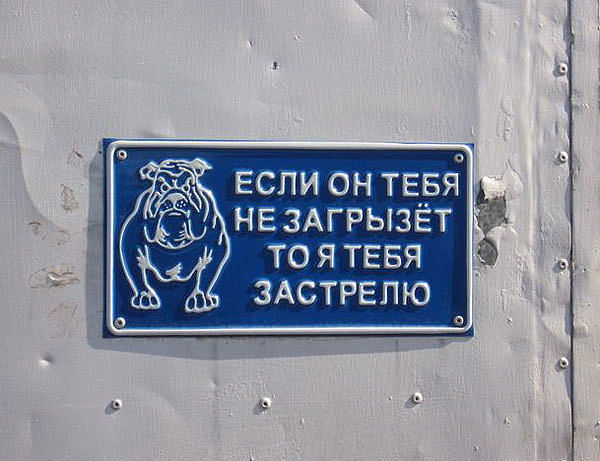 ЕСЛИ ОН ТЕБЯ
НЕ ЗАГРЫЗЁТ
ТО Я ТЕБЯ
ЗАСТРЕЛЮ